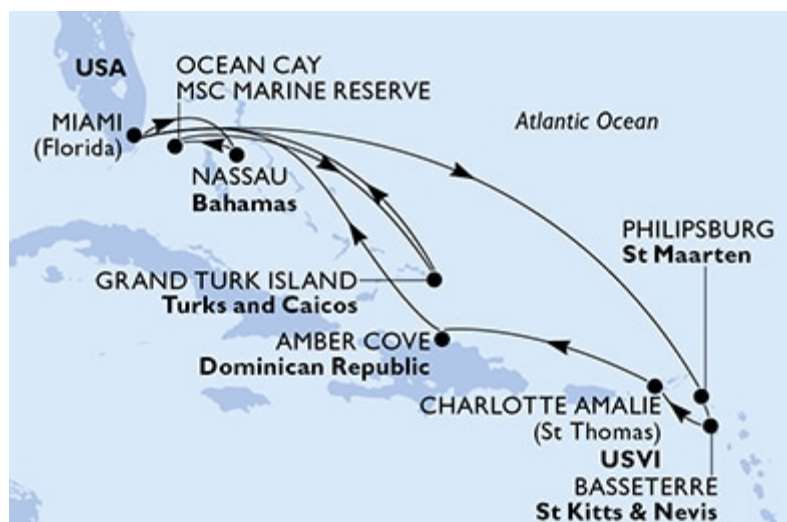 USA
OCEAN CAY
MSC MARINE RESERVE
MIAMI
(Florida)
Atlantic Ocean
NASSAU
Bahamas
PHILIPSBURG
St Maarten
GRAND TURK ISLAND
Turks and Caicos
AMBER COVE
Dominican Republic
CHARLOTTE AMALIE
(St Thomas)
USVI
BASSETERRE
St Kitts & Nevis